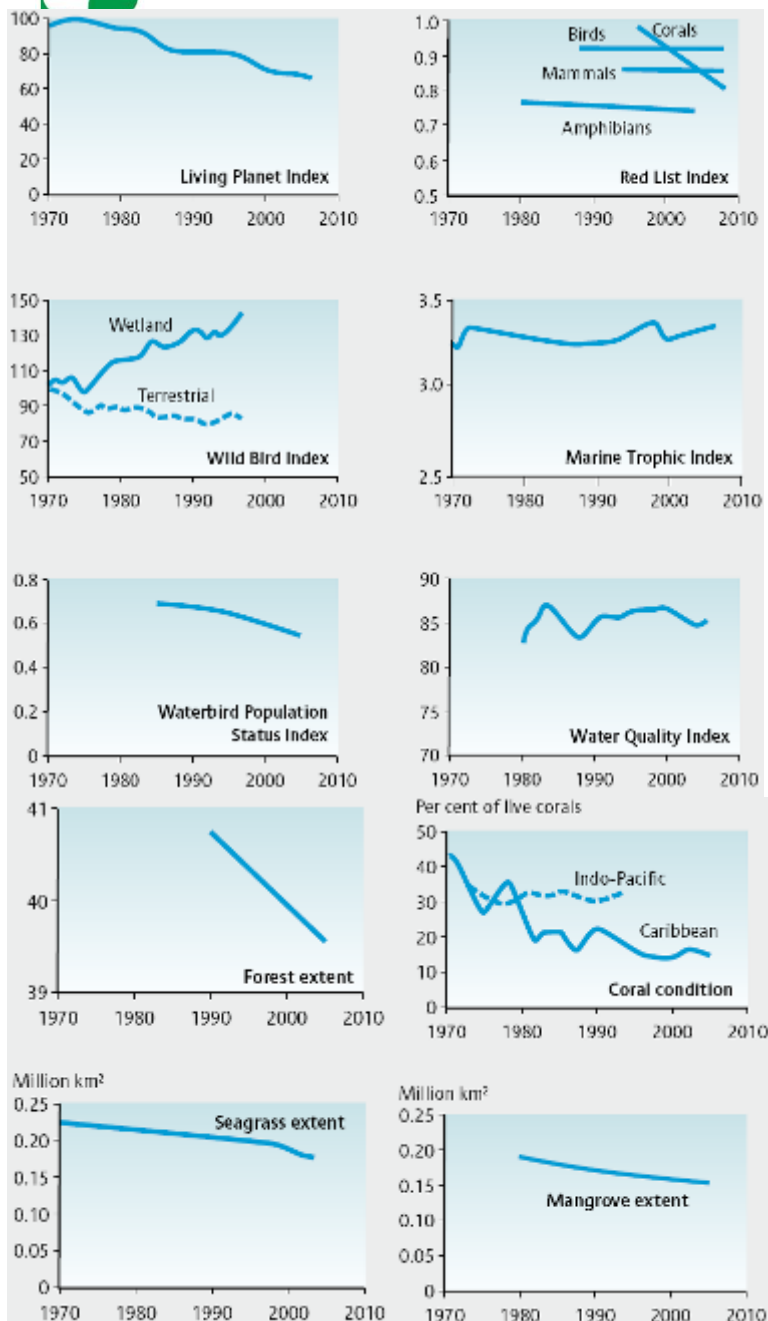 100
80
60
40
20
0
Living Planet Index
1970 1980 1990 2000 2010
1.0
0.9
0.8
0.7
0.6
0.5
Birds
Corals
Mammals
Amphibians
Red List Index
1970 1980 1990 2000 2010
150
130
110
90
70
50
Wetland
Terrestrial
Wild Bird Index
1970 1980 1990 2000 2010
3.5
3.0
2.5
Marine Trophic Index
1970 1980 1990 2000 2010
0.8
0.6
0.4
0.2
0
Waterbird Population
Status Index
1970 1980 1990 2000 2010
90
85
80
75
70
Water Quality Index
1970 1980 1990 2000 2010
41
40
39
Forest extent
1970 1980 1990 2000 2010
Per cent of live corals
50
40
30
20
10
0
Indo-Pacific
Caribbean
Coral condition
1970 1980 1990 2000 2010
Million km²
0.25
0.20
0.15
0.10
0.05
0
Seagrass extent
1970 1980 1990 2000 2010
Million km²
0.25
0.20
0.15
0.10
0.05
0
Mangrove extent
1970 1980 1990 2000 2010